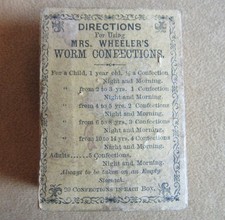 DIRECTIONS
For Using
MRS. WHEELER'S
WORM CONFECTIONS.
For a Child, 1 year old, ½ a Confection
Night and Morning.
" from 2 to 3 yrs. 1 Confection
Night and Morning.
" from 4 to 5 yrs. 2 Confections
Night and Morning.
" from 6 to 9 yrs. 3 Confections
Night and Morning.
" from 10 to 14 yrs. 4 Confections
Night and Morning.
Adults, Confections
Night and Morning.
Always to be taken on an Empty
Stomach.
20 CONFECTIONS IN EACH BOX.